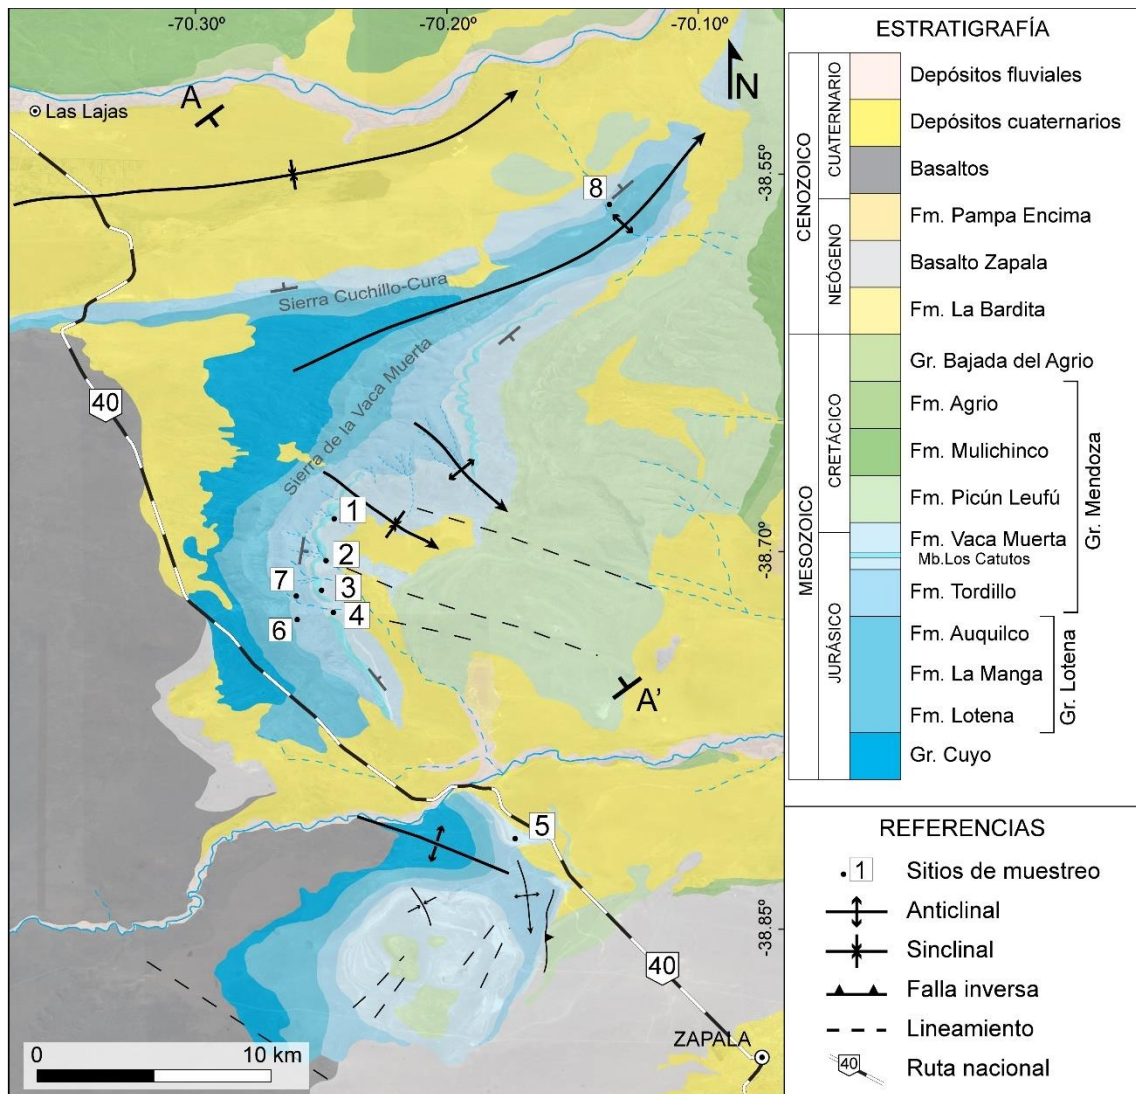 -70.30º
-70.20º
-70.10º
N
A
Las Lajas
8
-38.55º
Sierra Cuchillo-Cura
Sierra de la Vaca Muerta
40
1
2
7
3
4
6
-38.70º
A'
5
-38.85º
40
ZAPALA
0
10 km
ESTRATIGRAFÍA
CENOZOICO
CUATERNARIO
Depósitos fluviales
Depósitos cuaternarios
Basaltos
NEÓGENO
Fm. Pampa Encima
Basalto Zapala
Fm. La Bardita
MESOZOICO
CRETÁCICO
Gr. Bajada del Agrio
Fm. Agrio
Fm. Mulichinco
Fm. Picún Leufú
JURÁSICO
Fm. Vaca Muerta
Mb.Los Catutos
Fm. Tordillo
Gr. Mendoza
Fm. Auquilco
Fm. La Manga
Fm. Lotena
Gr. Lotena
Gr. Cuyo
REFERENCIAS
1
Sitios de muestreo
Anticlinal
Sinclinal
Falla inversa
Lineamiento
40
Ruta nacional